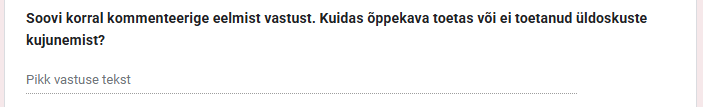 Soovi korral kommenteerige eelmist vastust. Kuidas õppekava toetas või ei toetanud üldoskuste
kujunemist?
Pikk vastuse tekst